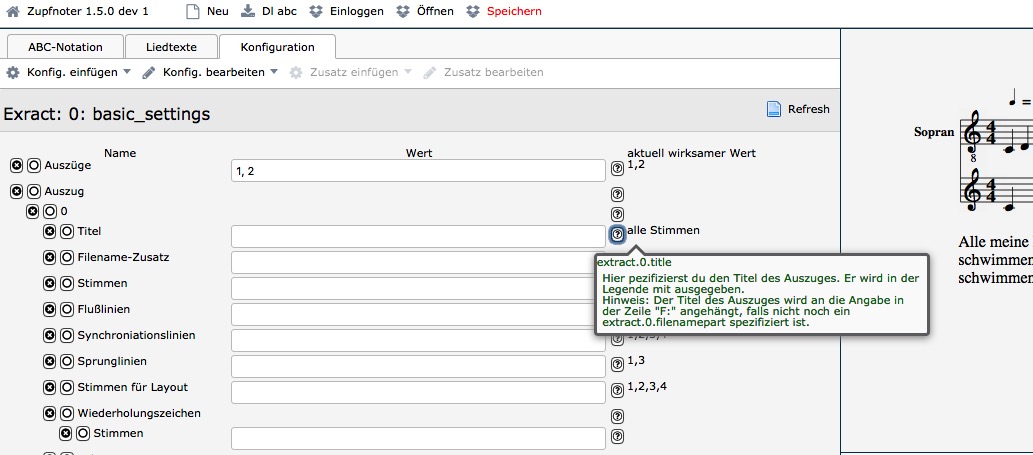 Zupfnoter 1.5.0 dev 1 Neu Dl abc Einloggen Öffnen Speichern
ABC-Notation Liedtexte Konfiguration
Konfig. einfügen Konfig. bearbeiten Zusatz einfügen Zusatz bearbeiten
Exract: 0: basic_settings Refresh
Name Wert aktuell wirksamer Wert
Auszüge 1, 2 1,2
Auszug
0
Titel alle Stimmen
Filename-Zusatz
Stimmen
Flußlinien
Synchroniationslinien
Sprunglinien 1,3
Stimmen für Layout 1,2,3,4
Wiederholungszeichen
Stimmen
extract.0.title
Hier pezifizierst du den Titel des Auszuges. Er wird in der
Legende mit ausgegeben.
Hinweis: Der Titel des Auszuges wird an die Angabe in
der Zeile "F:" angehängt, falls nicht noch ein
extract.0.filenamepart spezifiziert ist.
=
Sopran
4 4
8
4 4
Alle meine
schwimmen
schwimmen